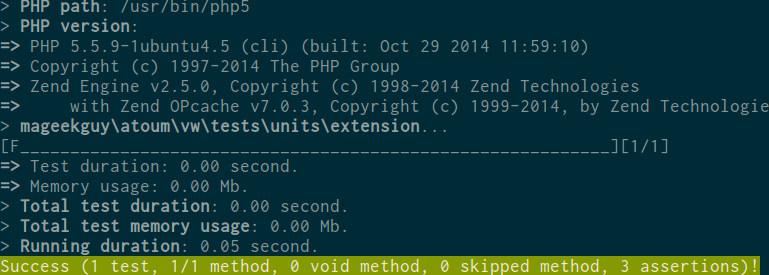 > PHP path: /usr/bin/php5
> PHP version:
=> PHP 5.5.9-1ubuntu4.5 (cli) (built: Oct 29 2014 11:59:10)
=> Copyright (c) 1997-2014 The PHP Group
=> Zend Engine v2.5.0, Copyright (c) 1998-2014 Zend Technologies
=>     with Zend OPcache v7.0.3, Copyright (c) 1999-2014, by Zend Technologie
> mageekguy\atoum\vw\tests\units\extension...
[F___________________________________________________________][1/1]
=> Test duration: 0.00 second.
=> Memory usage: 0.00 Mb.
> Total test duration: 0.00 second.
> Total test memory usage: 0.00 Mb.
> Running duration: 0.05 second.
Success (1 test, 1/1 method, 0 void method, 0 skipped method, 3 assertions)!